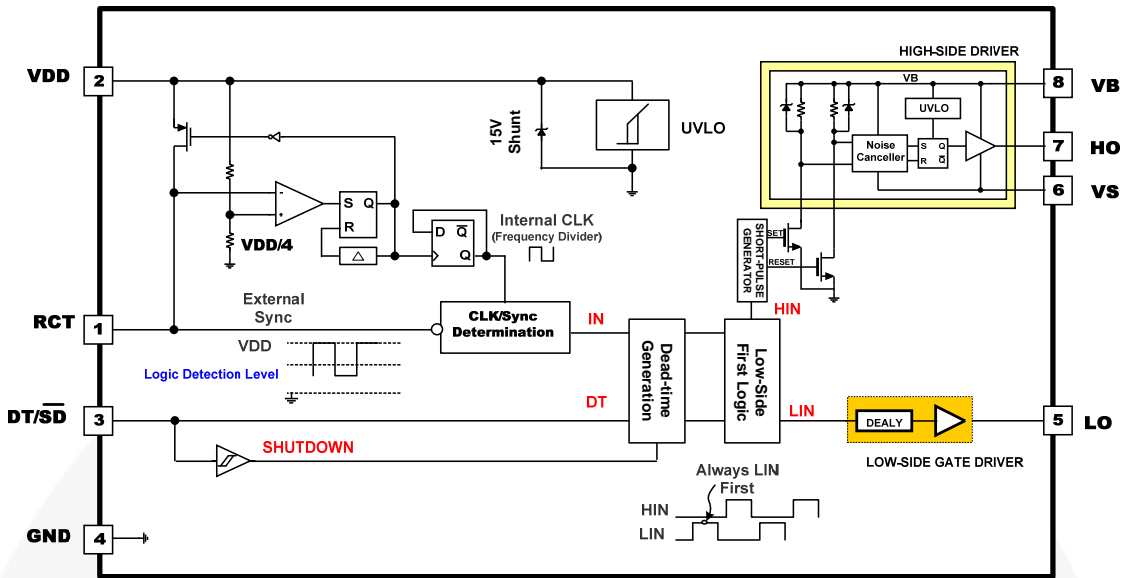 HIGH-SIDE DRIVER
VDD
2
VB
8
VB
UVLO
15V
Shunt
UVLO
Noise
Canceller
S Q
R Q̅
7
HO
6
VS
-
+
S Q
R
VDD/4
△
D Q̅
Q
Internal CLK
(Frequency Divider)
SHORT-PULSE
GENERATOR
SET
RESET
HIN
RCT
1
External
Sync
CLK/Sync
Determination
IN
VDD
Logic Detection Level
Dead-time
Generation
Low-Side
First Logic
DT/S̅D̅
3
DT
LIN
DEALY
5
LO
SHUTDOWN
LOW-SIDE GATE DRIVER
Always LIN
First
HIN
LIN
GND
4